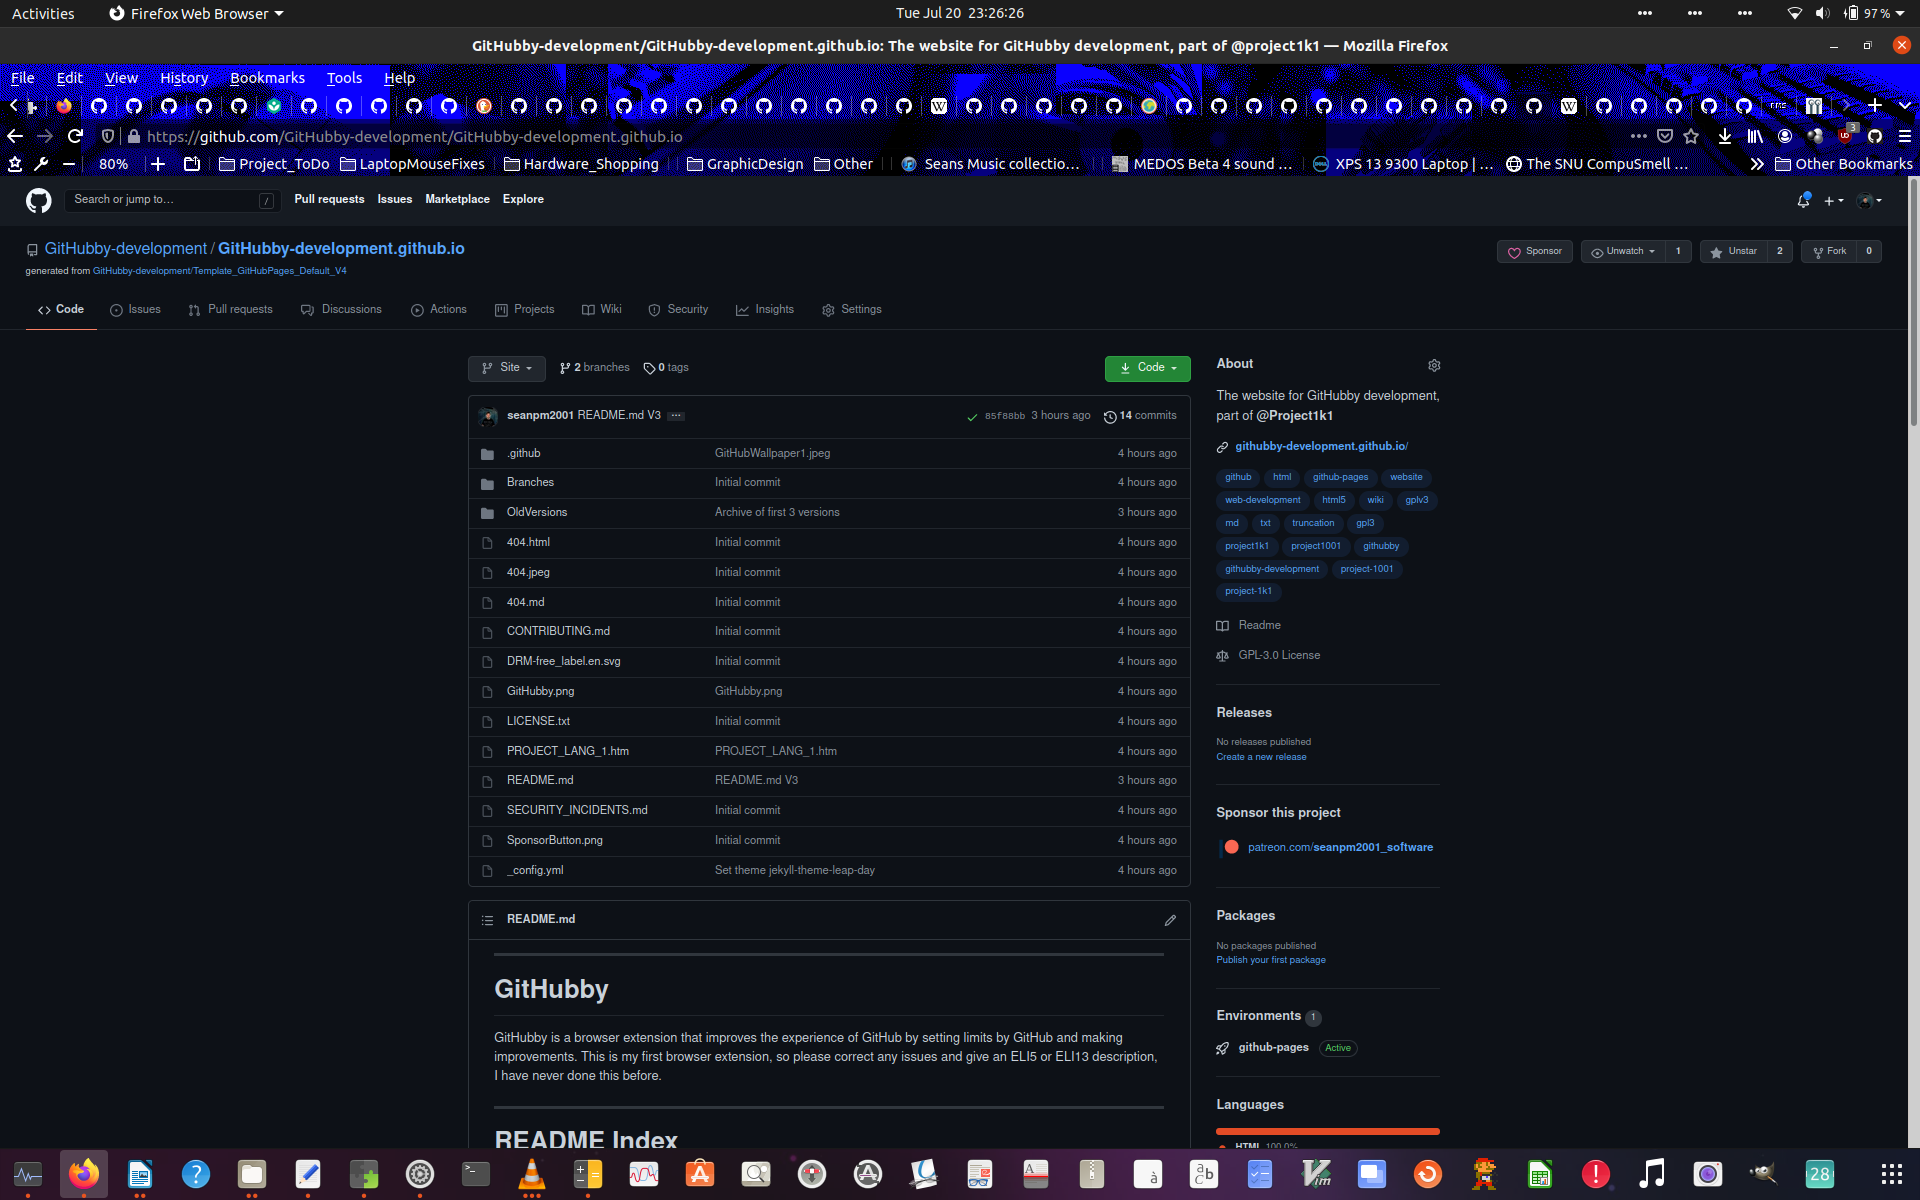 Activities Firefox Web Browser Tue Jul 20 23:26:26 97 %
GitHubby-development/GitHubby-development.github.io: The website for GitHubby development, part of @project1k1 — Mozilla Firefox
File Edit View History Bookmarks Tools Help
https://github.com/GitHubby-development/GitHubby-development.github.io 3
80% Project_ToDo LaptopMouseFixes Hardware_Shopping GraphicDesign Other Seans Music collectio… MEDOS Beta 4 sound … XPS 13 9300 Laptop | … The SNU CompuSmell … Other Bookmarks
Search or jump to… / Pull requests Issues Marketplace Explore
GitHubby-development / GitHubby-development.github.io Sponsor Unwatch 1 Unstar 2 Fork 0
generated from GitHubby-development/Template_GitHubPages_Default_V4
Code Issues Pull requests Discussions Actions Projects Wiki Security Insights Settings
Site 2 branches 0 tags Code
seanpm2001 README.md V3 ... 85f88bb 3 hours ago 14 commits
.github GitHubWallpaper1.jpeg 4 hours ago
Branches Initial commit 4 hours ago
OldVersions Archive of first 3 versions 3 hours ago
404.html Initial commit 4 hours ago
404.jpeg Initial commit 4 hours ago
404.md Initial commit 4 hours ago
CONTRIBUTING.md Initial commit 4 hours ago
DRM-free_label.en.svg Initial commit 4 hours ago
GitHubby.png GitHubby.png 4 hours ago
LICENSE.txt Initial commit 4 hours ago
PROJECT_LANG_1.htm PROJECT_LANG_1.htm 4 hours ago
README.md README.md V3 3 hours ago
SECURITY_INCIDENTS.md Initial commit 4 hours ago
SponsorButton.png Initial commit 4 hours ago
_config.yml Set theme jekyll-theme-leap-day 4 hours ago
README.md
GitHubby
GitHubby is a browser extension that improves the experience of GitHub by setting limits by GitHub and making
improvements. This is my first browser extension, so please correct any issues and give an ELI5 or ELI13 description,
I have never done this before.
README Index
About
The website for GitHubby development,
part of @Project1k1
githubby-development.github.io/
github html github-pages website
web-development html5 wiki gplv3
md txt truncation gpl3
project1k1 project1001 githubby
githubby-development project-1001
project-1k1
Readme
GPL-3.0 License
Releases
No releases published
Create a new release
Sponsor this project
patreon.com/seanpm2001_software
Packages
No packages published
Publish your first package
Environments 1
github-pages Active
Languages
HTML 100.0%
28